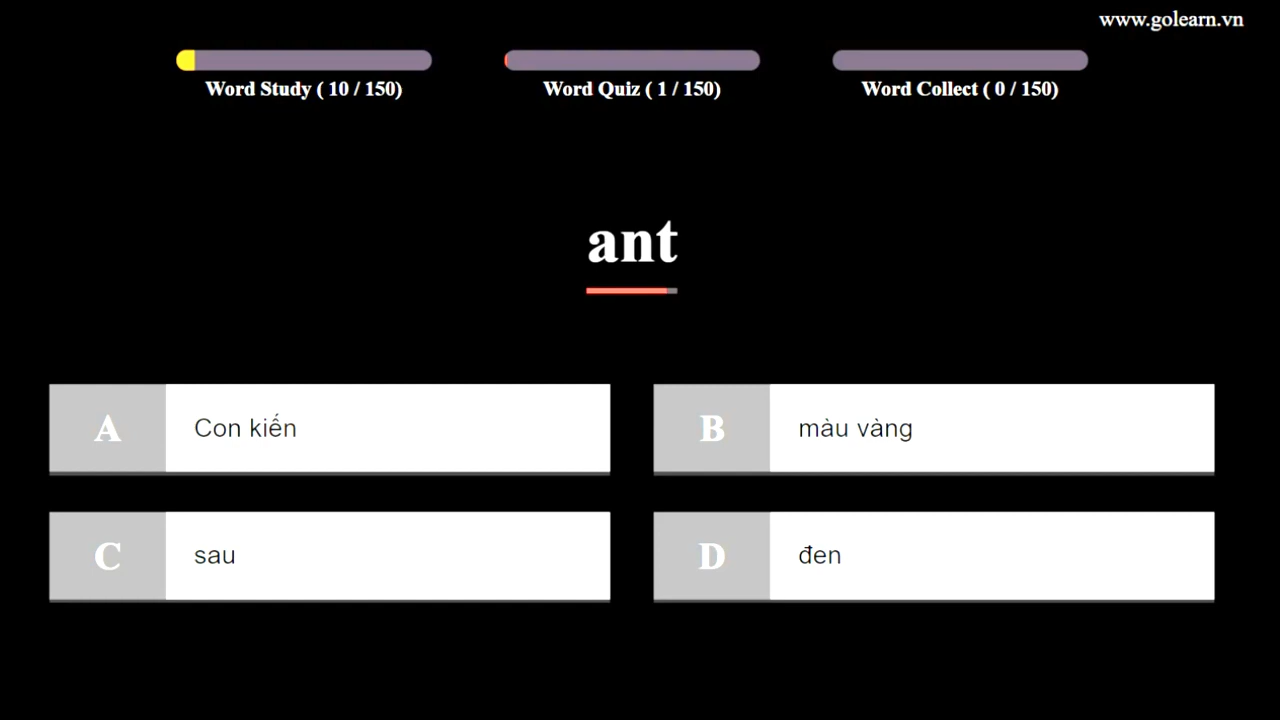 www.golearn.vn
Word Study ( 10 / 150)
Word Quiz ( 1 / 150)
Word Collect ( 0 / 150)
ant
A Con kiến
B màu vàng
C sau
D đen